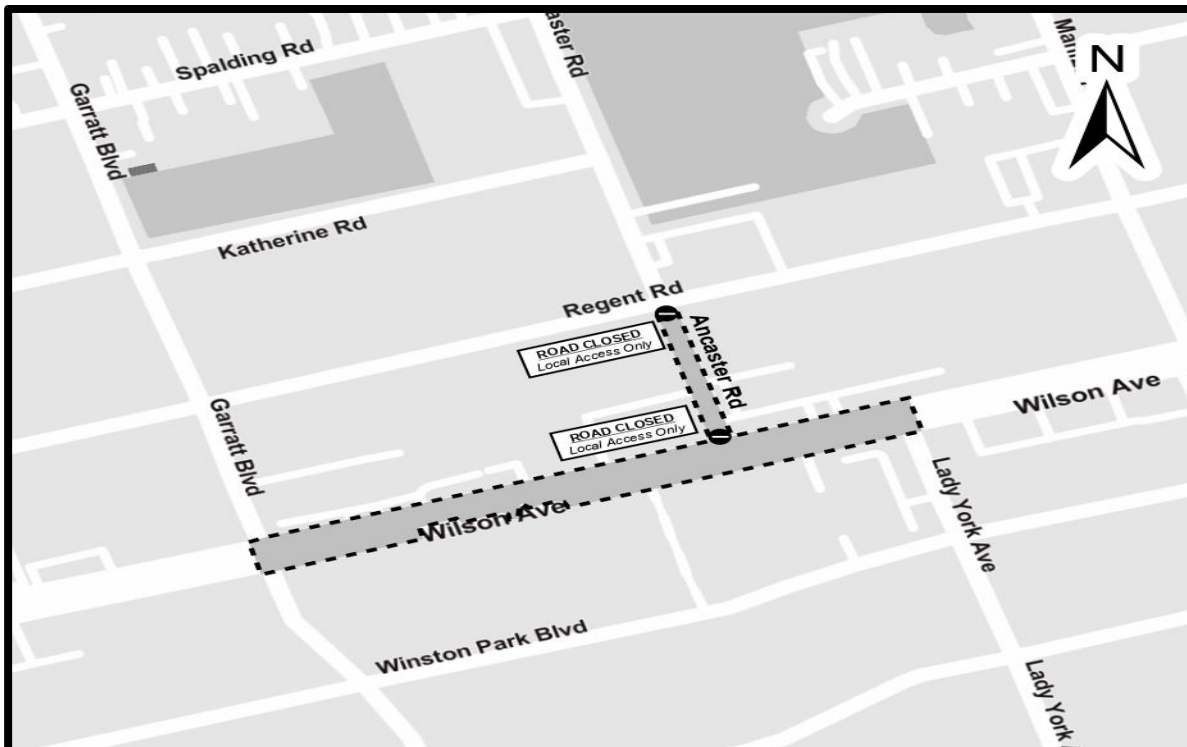 Spalding Rd
caster Rd
N
Garratt Blvd
Katherine Rd
Regent Rd
Ancaster Rd
ROAD CLOSED
Local Access Only
ROAD CLOSED
Local Access Only
Wilson Ave
Garratt Blvd
Wilson Ave
Lady York Ave
Winston Park Blvd
Lady York